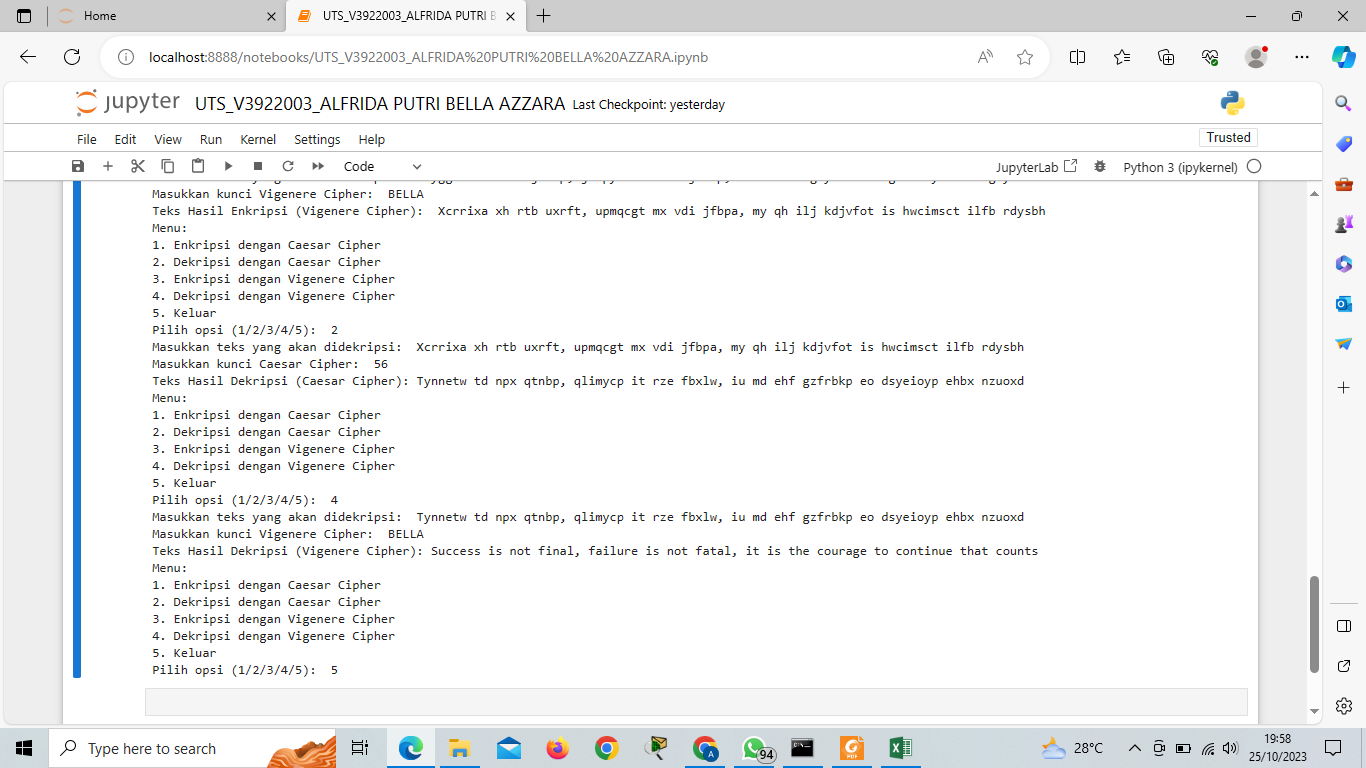 Home
UTS_V3922003_ALFRIDA PUTRI B
localhost:8888/notebooks/UTS_V3922003_ALFRIDA%20PUTRI%20BELLA%20AZZARA.ipynb
jupyter UTS_V3922003_ALFRIDA PUTRI BELLA AZZARA Last Checkpoint: yesterday
File Edit View Run Kernel Settings Help
Trusted
Code
JupyterLab
Python 3 (ipykernel)
Masukkan kunci Vigenere Cipher: BELLA
Teks Hasil Enkripsi (Vigenere Cipher): Xcrrixa xh rtb uxrft, upmqcgt mx vdi jfbpa, my qh ilj kdjvfot is hwcimsct ilfb rdysbh
Menu:
1. Enkripsi dengan Caesar Cipher
2. Dekripsi dengan Caesar Cipher
3. Enkripsi dengan Vigenere Cipher
4. Dekripsi dengan Vigenere Cipher
5. Keluar
Pilih opsi (1/2/3/4/5): 2
Masukkan teks yang akan didekripsi: Xcrrixa xh rtb uxrft, upmqcgt mx vdi jfbpa, my qh ilj kdjvfot is hwcimsct ilfb rdysbh
Masukkan kunci Caesar Cipher: 56
Teks Hasil Dekripsi (Caesar Cipher): Tynnetw td npx qtnbp, qlimycp it rze fbxlw, iu md ehf gzfrbkp eo dsyeioyp ehbx nzuoxd
Menu:
1. Enkripsi dengan Caesar Cipher
2. Dekripsi dengan Caesar Cipher
3. Enkripsi dengan Vigenere Cipher
4. Dekripsi dengan Vigenere Cipher
5. Keluar
Pilih opsi (1/2/3/4/5): 4
Masukkan teks yang akan didekripsi: Tynnetw td npx qtnbp, qlimycp it rze fbxlw, iu md ehf gzfrbkp eo dsyeioyp ehbx nzuoxd
Masukkan kunci Vigenere Cipher: BELLA
Teks Hasil Dekripsi (Vigenere Cipher): Success is not final, failure is not fatal, it is the courage to continue that counts
Menu:
1. Enkripsi dengan Caesar Cipher
2. Dekripsi dengan Caesar Cipher
3. Enkripsi dengan Vigenere Cipher
4. Dekripsi dengan Vigenere Cipher
5. Keluar
Pilih opsi (1/2/3/4/5): 5
Type here to search
94
28°C
19:58
25/10/2023